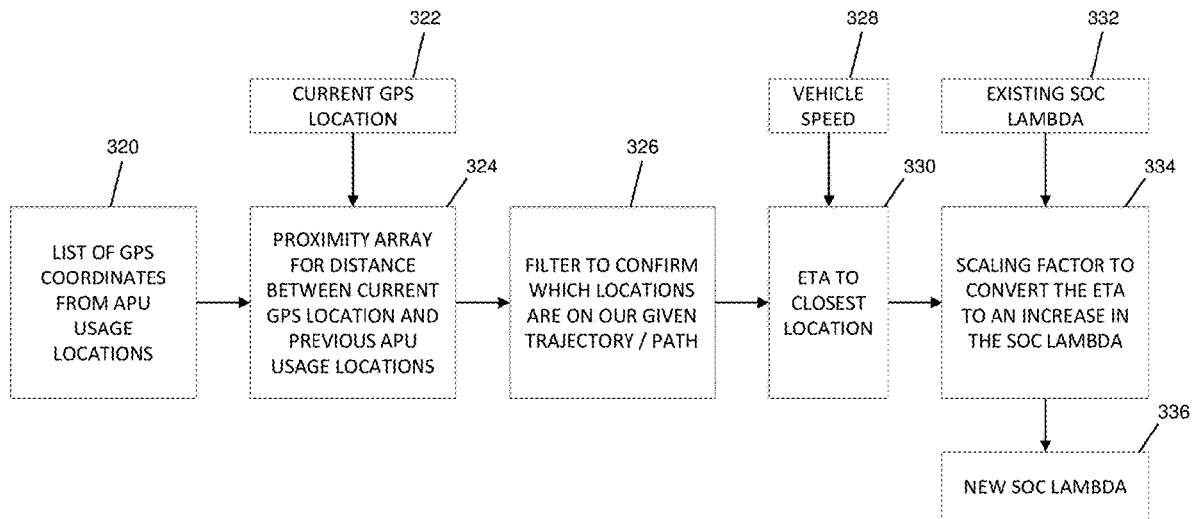 322
328
332
CURRENT GPS
LOCATION
VEHICLE
SPEED
EXISTING SOC
LAMBDA
320
324
326
330
334
LIST OF GPS
COORDINATES
FROM APU
USAGE
LOCATIONS
PROXIMITY ARRAY
FOR DISTANCE
BETWEEN CURRENT
GPS LOCATION AND
PREVIOUS APU
USAGE LOCATIONS
FILTER TO CONFIRM
WHICH LOCATIONS
ARE ON OUR GIVEN
TRAJECTORY / PATH
ETA TO
CLOSEST
LOCATION
SCALING FACTOR TO
CONVERT THE ETA
TO AN INCREASE IN
THE SOC LAMBDA
336
NEW SOC LAMBDA